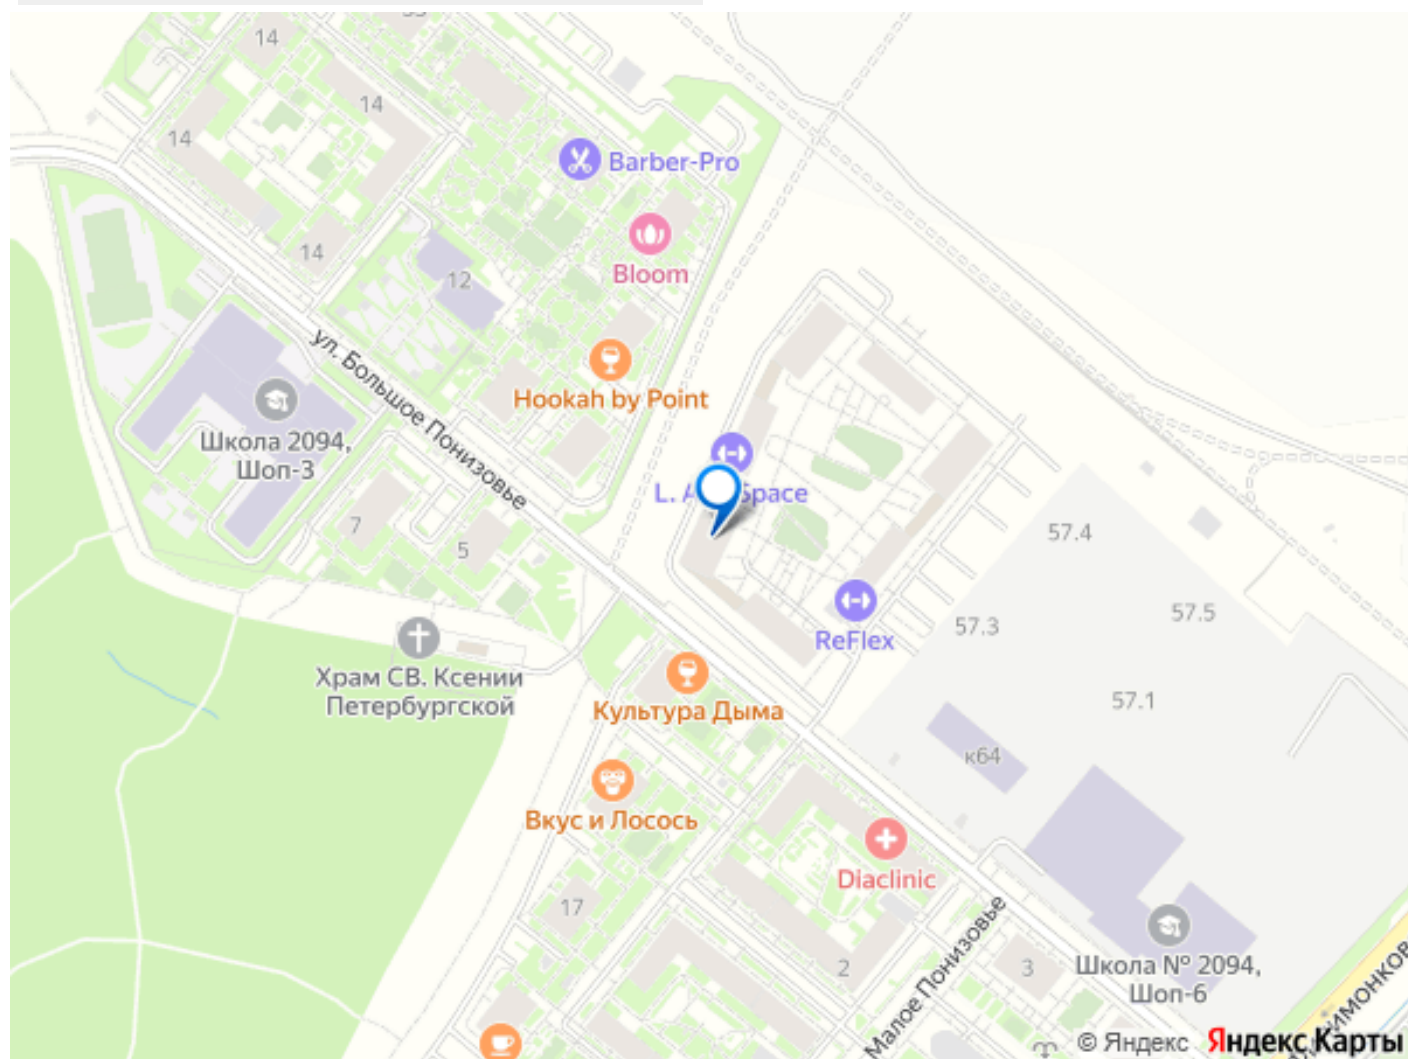 14
14
14
Barber-Pro
14
Bloom
12
ул. Большое Понизовье
Hookah by Point
Школа 2094,
Шоп-3
Space
7
5
57.4
57.5
57.3
ReFlex
Храм СВ. Ксении
Петербургской
57.1
Культура Дыма
к64
Вкус и Лосось
Diaclinic
17
Малое Понизовье
2
3
Школа № 2094,
Шоп-6
© Яндекс Яндекс Карты